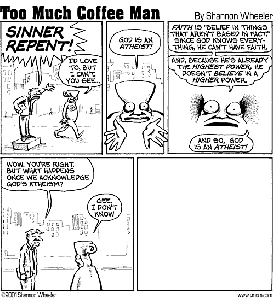 Too Much Coffee Man
By Shannon Wheeler
SINNER
REPENT!
I'D LOVE
TO, BUT
I CAN'T
YOU SEE...
GOD IS AN
ATHEIST!
FAITH IS "BELIEF IN THINGS
THAT AREN'T BASED IN FACT."
SINCE GOD KNOWS EVERY-
THING, HE CAN'T HAVE FAITH.
AND, BECAUSE HE'S ALREADY
THE HIGHEST POWER, HE
DOESN'T BELIEVE IN A
HIGHER POWER.
AND SO, GOD
IS AN ATHEIST!
WOW. YOU'RE RIGHT.
BUT WHAT HAPPENS
ONCE WE ACKNOWLEDGE
GOD'S ATHEISM?
I DON'T
KNOW
Shannon Wheeler